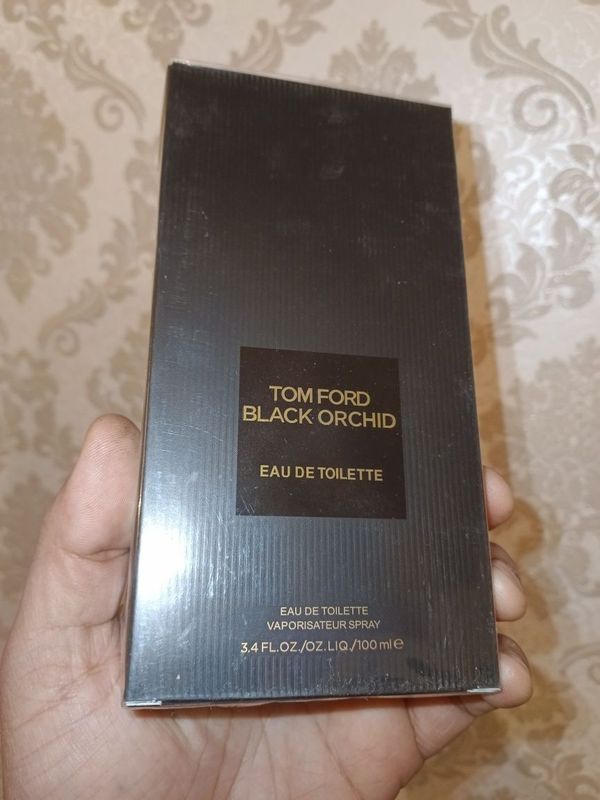 TOM FORD
BLACK ORCHID
EAU DE TOILETTE
EAU DE TOILETTE
VAPORISATEUR SPRAY
3.4 FL.OZ./OZ.LIQ./100 ml ℮